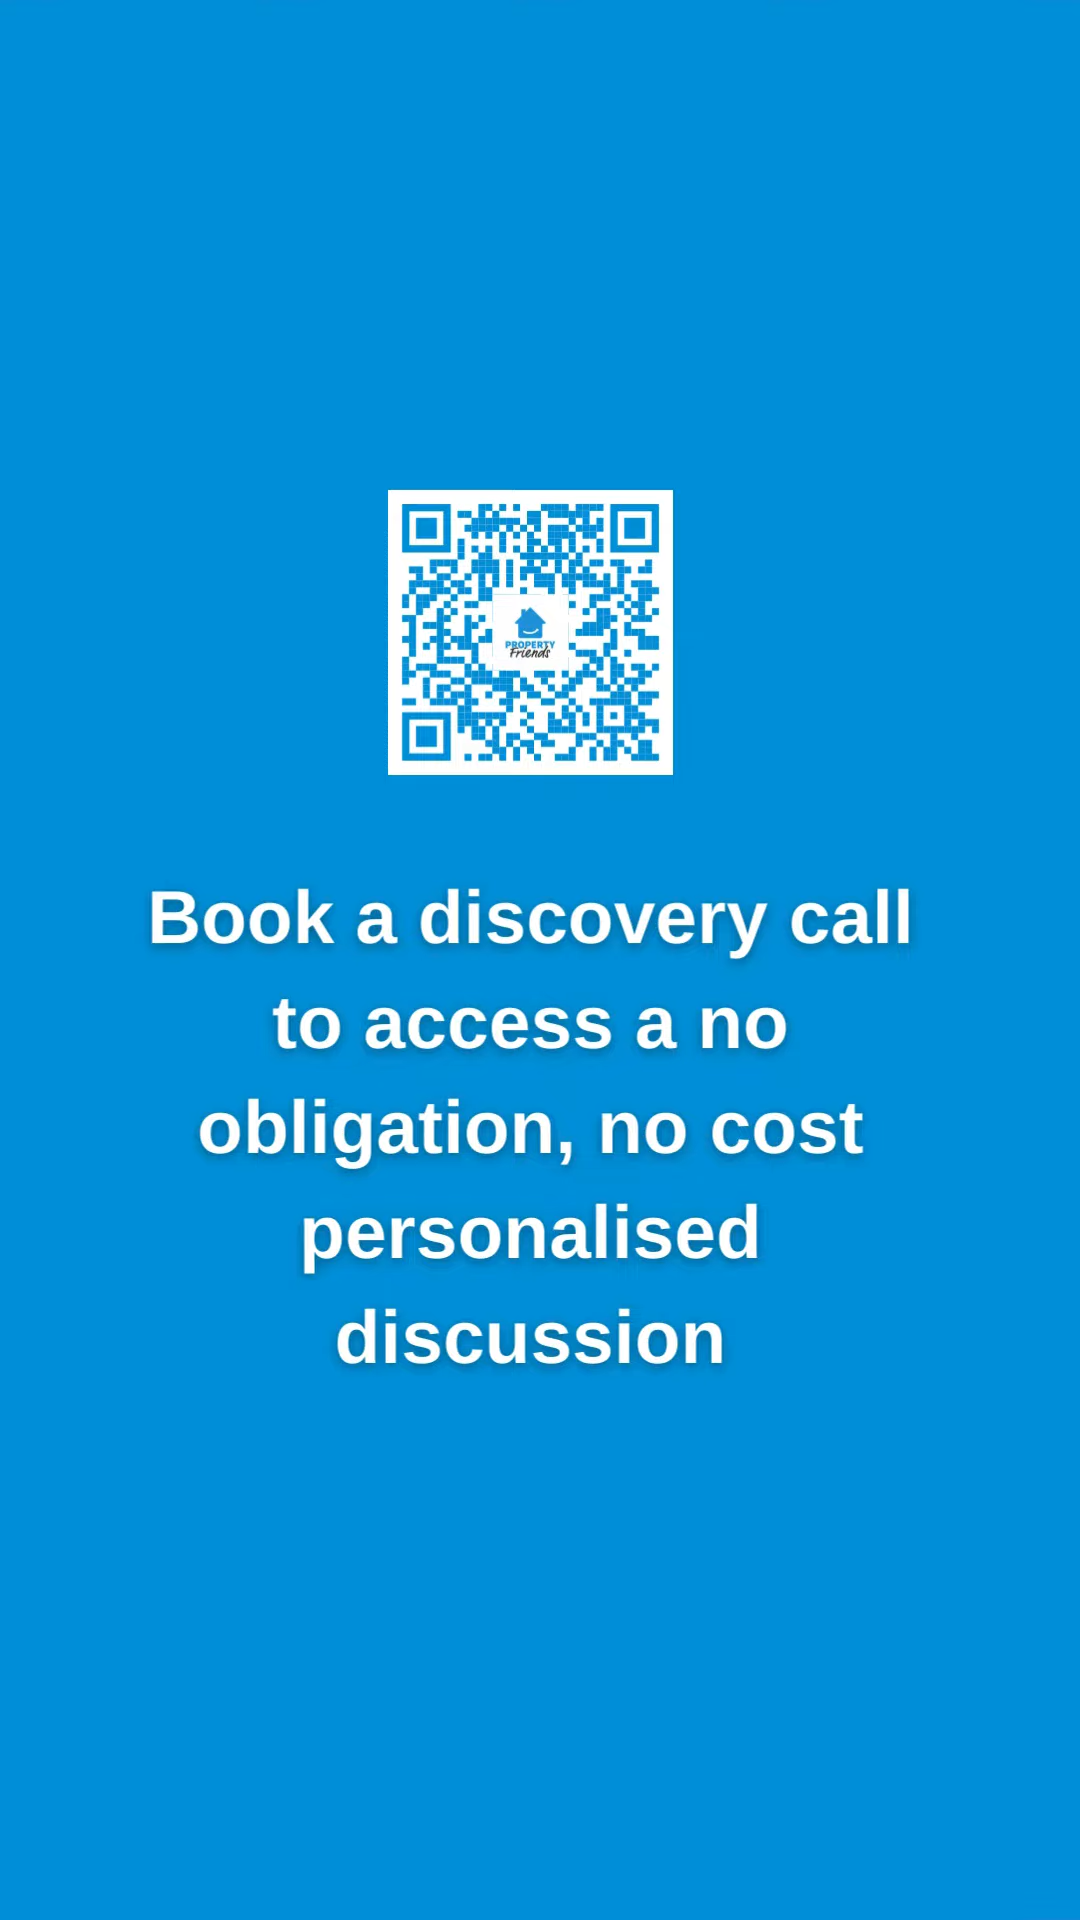 PROPERTY
Friends
Book a discovery call
to access a no
obligation, no cost
personalised
discussion